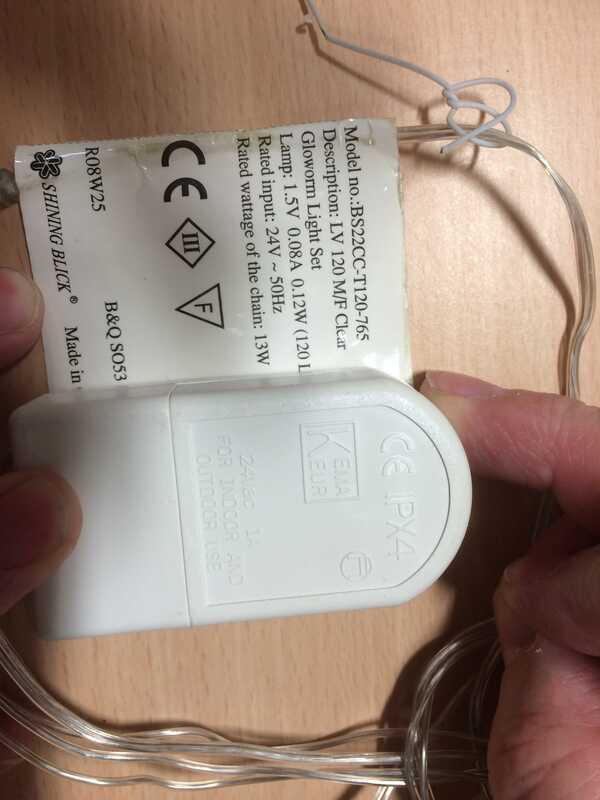 Model no.:BS22CC-T120-765
Description: LV 120 M/F Clear
Gloworm Light Set
Lamp: 1.5V 0.08A 0.12W (120 L
Rated input: 24V ~ 50Hz
Rated wattage of the chain: 13W
CE III F
R08W25 B&Q SO53
SHINING BLICK® Made in
CE IPX4
KEMA
KEUR
24Vac 1A
FOR INDOOR AND
OUTDOOR USE